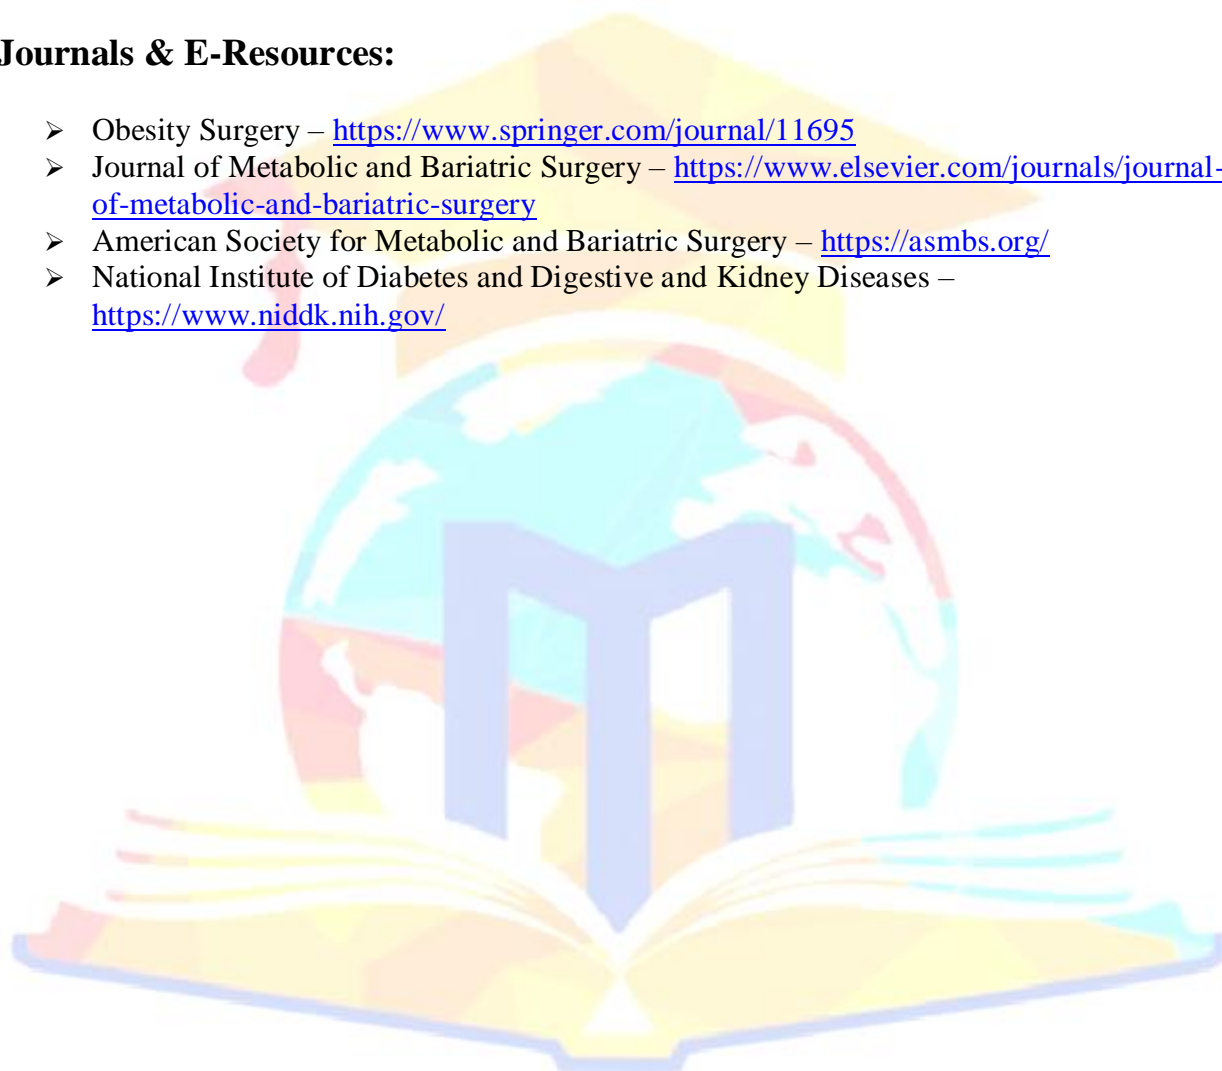 Journals & E-Resources:
➢ Obesity Surgery – https://www.springer.com/journal/11695
➢ Journal of Metabolic and Bariatric Surgery – https://www.elsevier.com/journals/journal-
of-metabolic-and-bariatric-surgery
➢ American Society for Metabolic and Bariatric Surgery – https://asmbs.org/
➢ National Institute of Diabetes and Digestive and Kidney Diseases –
https://www.niddk.nih.gov/